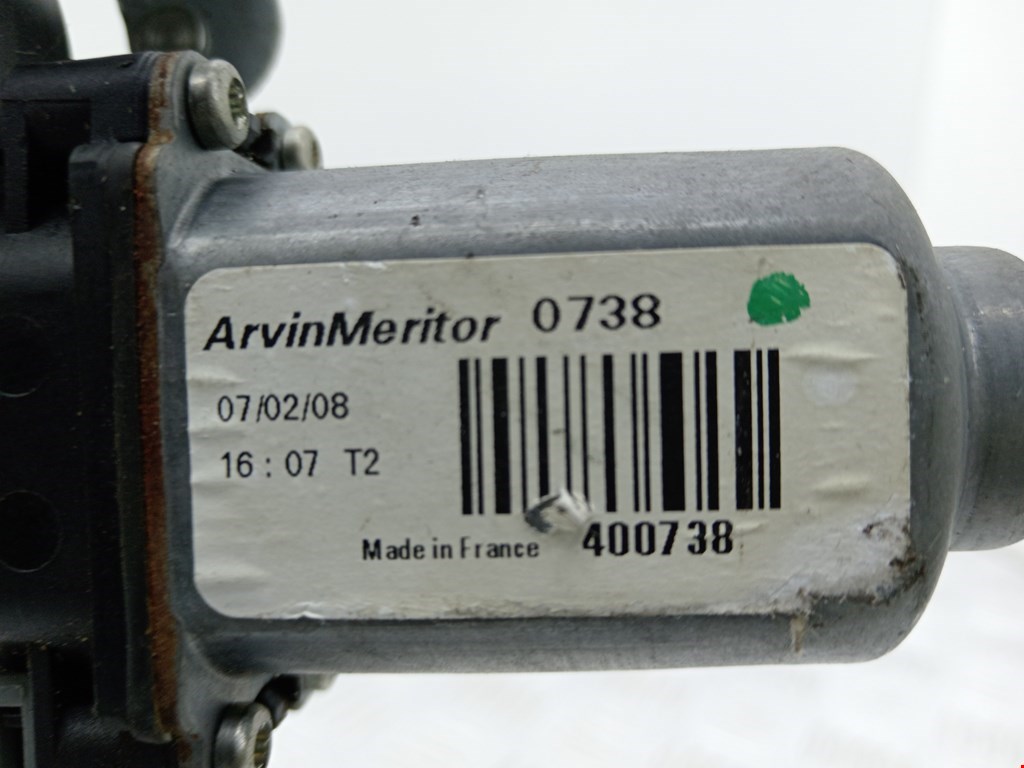 ArvinMeritor 0738
07/02/08
16 : 07 T2
Made in France 400738